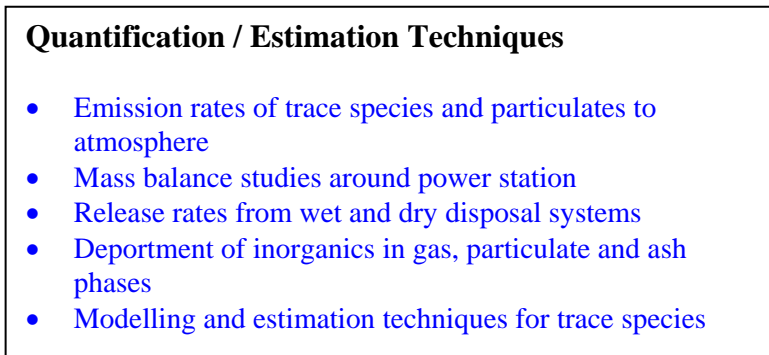 Quantification / Estimation Techniques
• Emission rates of trace species and particulates to
atmosphere
• Mass balance studies around power station
• Release rates from wet and dry disposal systems
• Deportment of inorganics in gas, particulate and ash
phases
• Modelling and estimation techniques for trace species